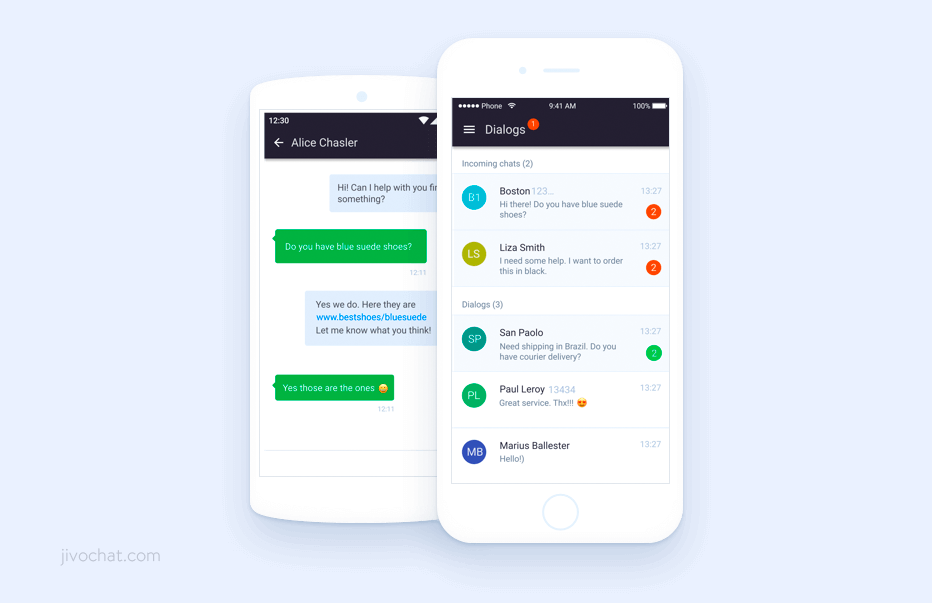 12:30
Alice Chasler
Hi! Can I help with you
something?
Do you have blue suede shoes?
12:11
Yes we do. Here they are
www.bestshoes/bluesuede
Let me know what you think!
Yes those are the ones 😄
12:11
Phone 9:41 AM 100%
Dialogs 1
Incoming chats (2)
B1 Boston 123... 13:27
Hi there! Do you have blue suede
shoes?
2
LS Liza Smith 13:27
I need some help. I want to order
this in black.
2
Dialogs (3)
SP San Paolo 13:27
Need shipping in Brazil. Do you
have courier delivery?
2
PL Paul Leroy 13434 13:27
Great service. Thx!!! 😍
MB Marius Ballester 13:27
Hello!)
jivochat.com